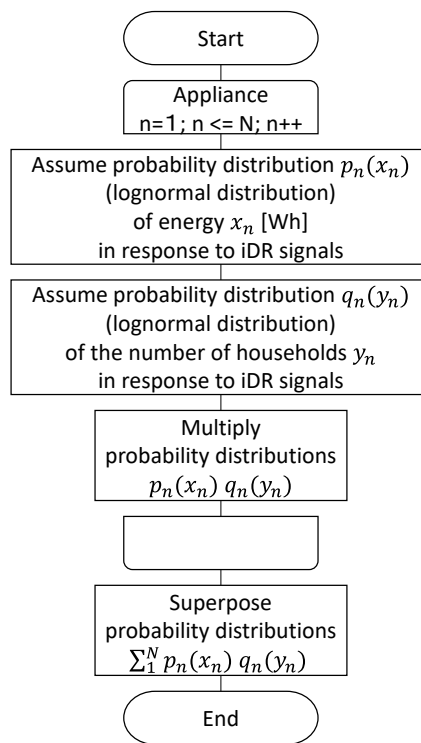 Start
Appliance
n=1; n <= N; n++
Assume probability distribution 𝑝ₙ(𝑥ₙ)
(lognormal distribution)
of energy 𝑥ₙ [Wh]
in response to iDR signals
Assume probability distribution 𝑞ₙ(𝑦ₙ)
(lognormal distribution)
of the number of households 𝑦ₙ
in response to iDR signals
Multiply
probability distributions
𝑝ₙ(𝑥ₙ) 𝑞ₙ(𝑦ₙ)
Superpose
probability distributions
∑₁ᴺ 𝑝ₙ(𝑥ₙ) 𝑞ₙ(𝑦ₙ)
End